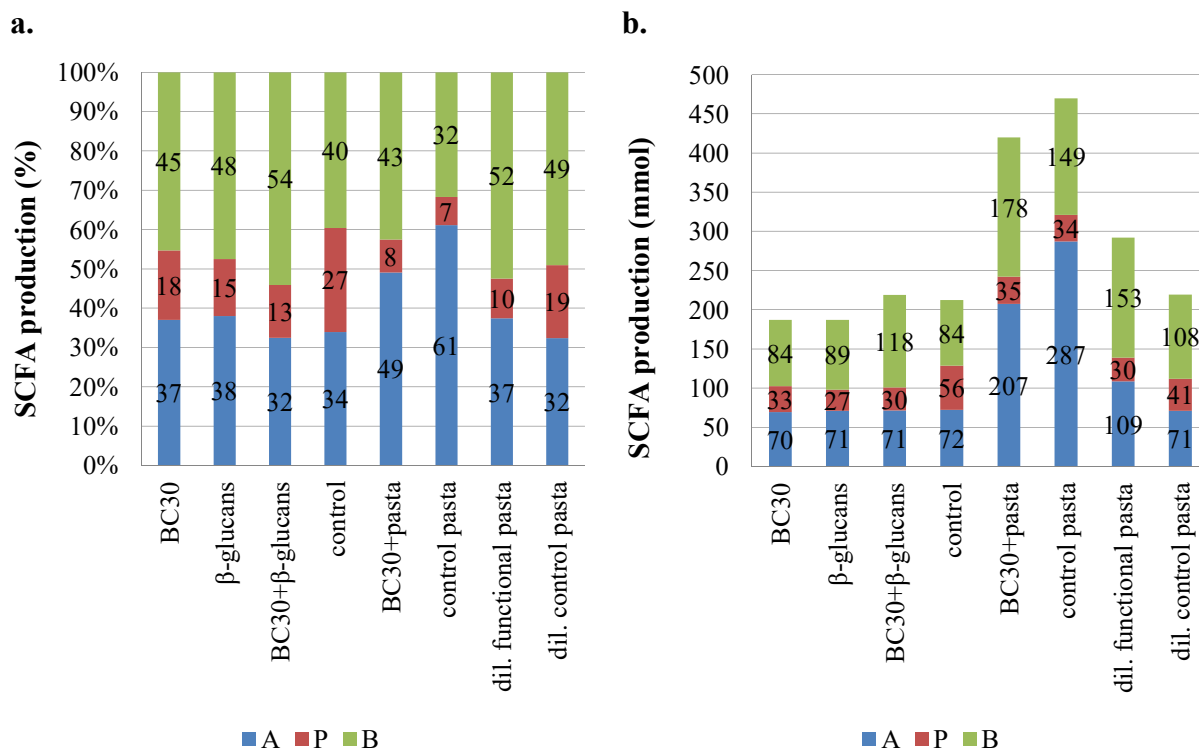 a.
SCFA production (%)
100%
90%
80%
70%
60%
50%
40%
30%
20%
10%
0%
45 48 54 40 43 32 52 49
18 15 13 27 8 7 10 19
37 38 32 34 49 61 37 32
BC30
β-glucans
BC30+β-glucans
control
BC30+pasta
control pasta
dil. functional pasta
dil. control pasta
A P B
b.
SCFA production (mmol)
500
450
400
350
300
250
200
150
100
50
0
84 89 118 84 178 149 153 108
33 27 30 56 35 34 30 41
70 71 71 72 207 287 109 71
BC30
β-glucans
BC30+β-glucans
control
BC30+pasta
control pasta
dil. functional pasta
dil. control pasta
A P B